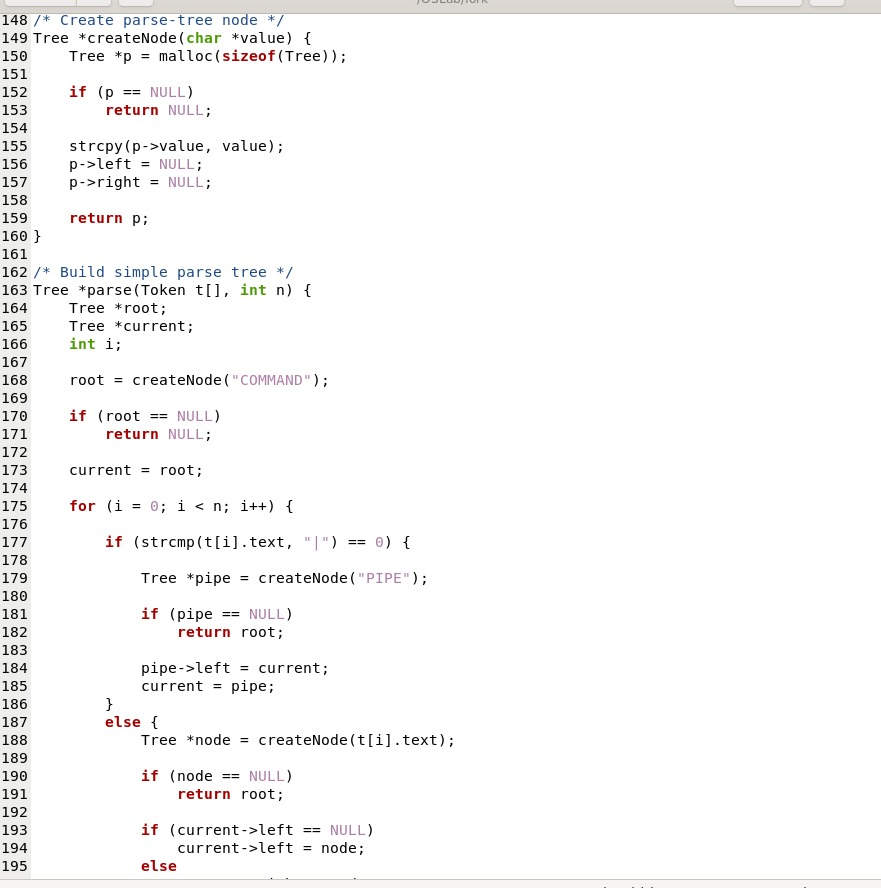 148 /* Create parse-tree node */
149 Tree *createNode(char *value) {
150     Tree *p = malloc(sizeof(Tree));
151
152     if (p == NULL)
153         return NULL;
154
155     strcpy(p->value, value);
156     p->left = NULL;
157     p->right = NULL;
158
159     return p;
160 }
161
162 /* Build simple parse tree */
163 Tree *parse(Token t[], int n) {
164     Tree *root;
165     Tree *current;
166     int i;
167
168     root = createNode("COMMAND");
169
170     if (root == NULL)
171         return NULL;
172
173     current = root;
174
175     for (i = 0; i < n; i++) {
176
177         if (strcmp(t[i].text, "|") == 0) {
178
179             Tree *pipe = createNode("PIPE");
180
181             if (pipe == NULL)
182                 return root;
183
184             pipe->left = current;
185             current = pipe;
186         }
187         else {
188             Tree *node = createNode(t[i].text);
189
190             if (node == NULL)
191                 return root;
192
193             if (current->left == NULL)
194                 current->left = node;
195             else